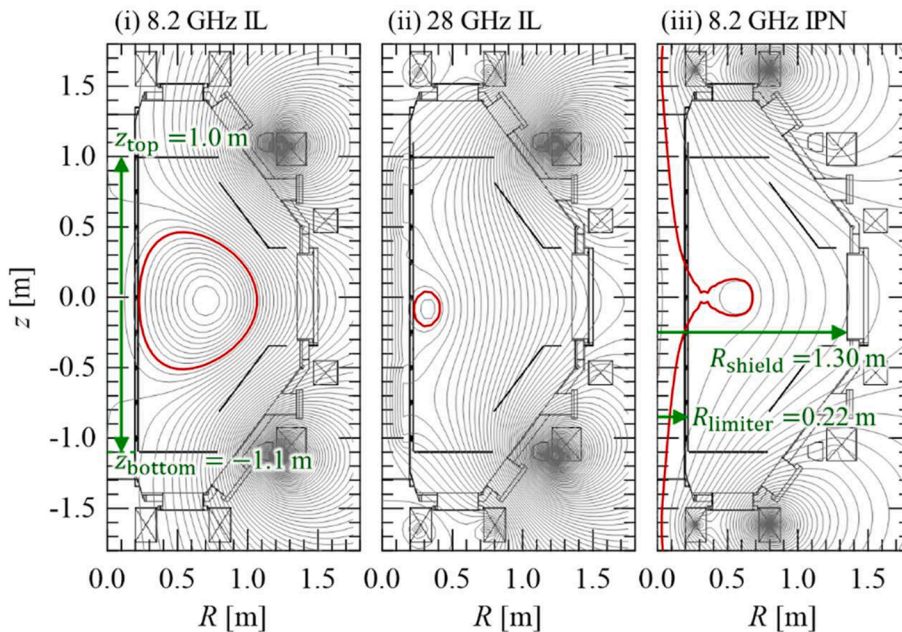 (i) 8.2 GHz IL
(ii) 28 GHz IL
(iii) 8.2 GHz IPN
z [m]
1.5
1.0
0.5
0.0
-0.5
-1.0
-1.5
z_top = 1.0 m
z_bottom = −1.1 m
R_shield = 1.30 m
R_limiter = 0.22 m
0.0 0.5 1.0 1.5
0.0 0.5 1.0 1.5
0.0 0.5 1.0 1.5
R [m]
R [m]
R [m]